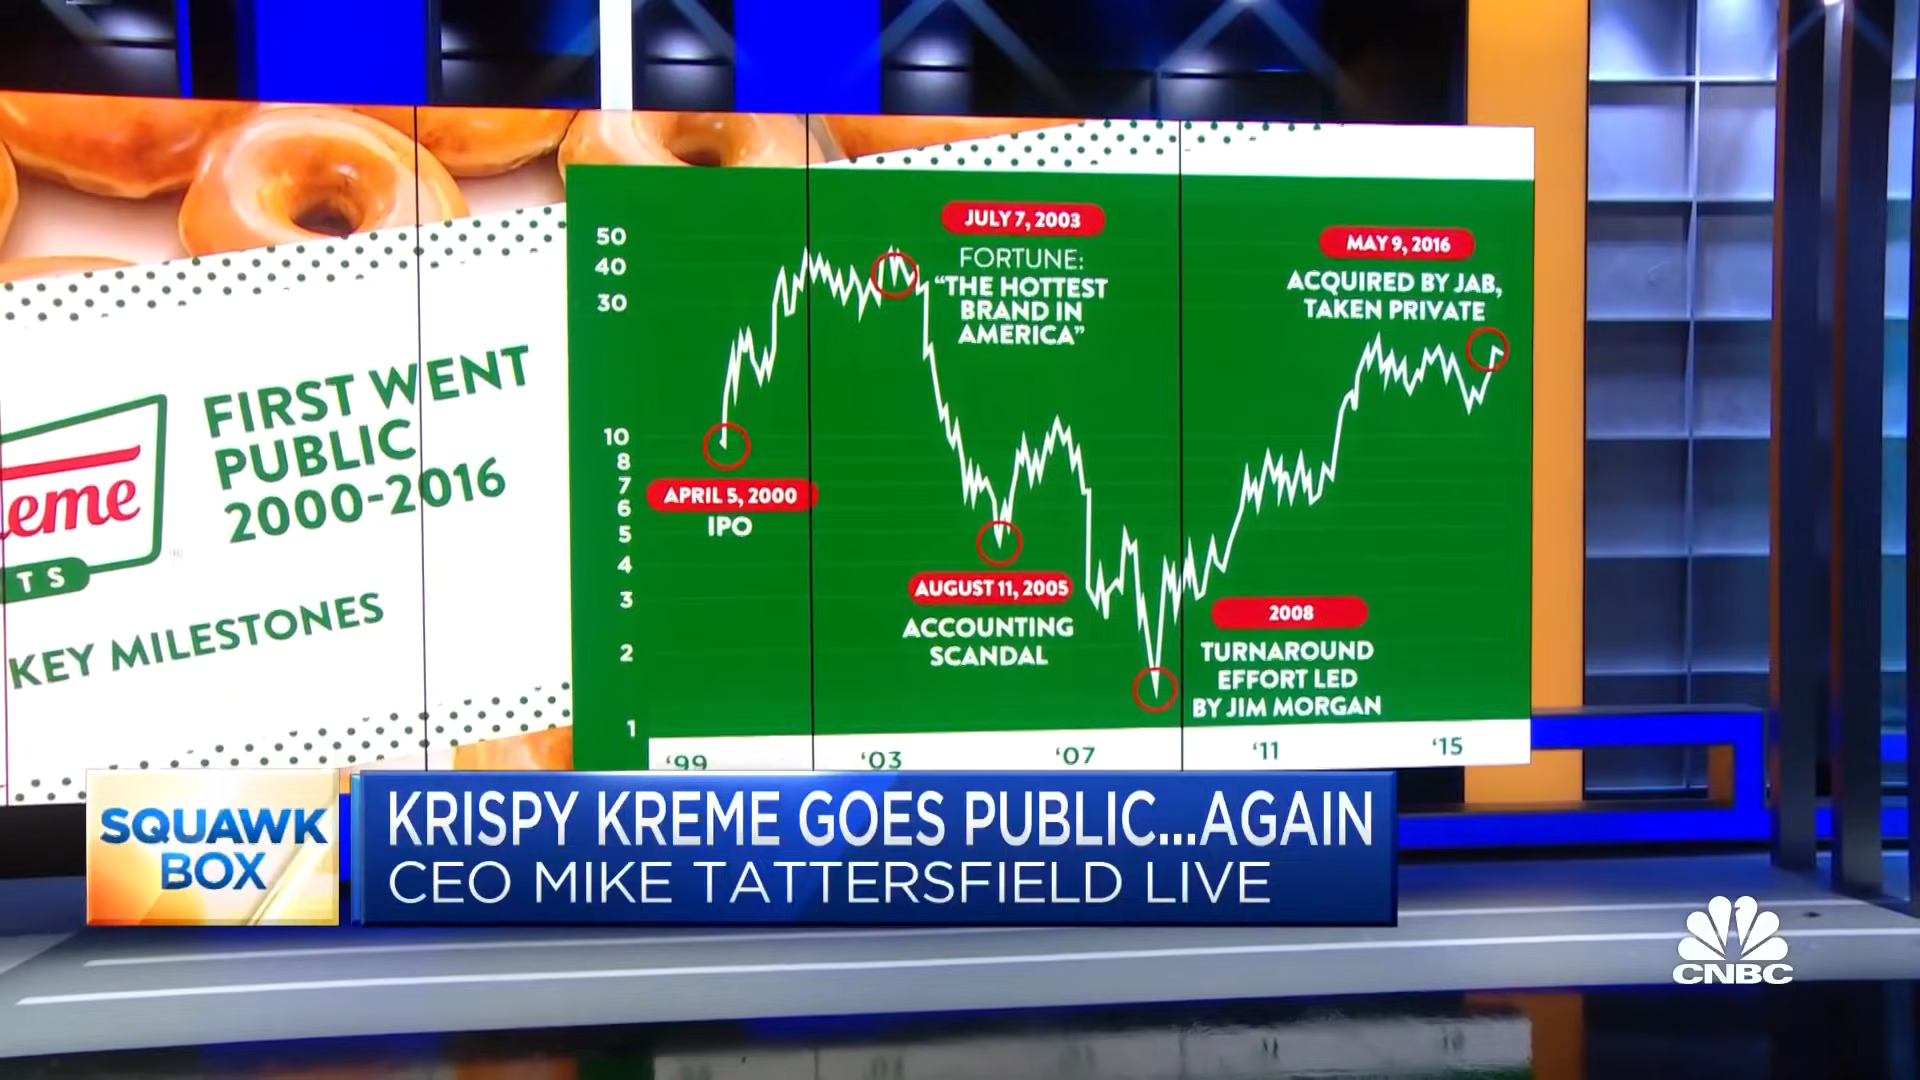 FIRST WENT
PUBLIC
2000-2016
eme
®
TS
KEY MILESTONES
50
40
30
10
8
7
6
5
4
3
2
1
JULY 7, 2003
FORTUNE:
“THE HOTTEST
BRAND IN
AMERICA”
MAY 9, 2016
ACQUIRED BY JAB,
TAKEN PRIVATE
APRIL 5, 2000
IPO
AUGUST 11, 2005
ACCOUNTING
SCANDAL
2008
TURNAROUND
EFFORT LED
BY JIM MORGAN
‘99
‘03
‘07
‘11
‘15
SQUAWK
BOX
KRISPY KREME GOES PUBLIC...AGAIN
CEO MIKE TATTERSFIELD LIVE
CNBC